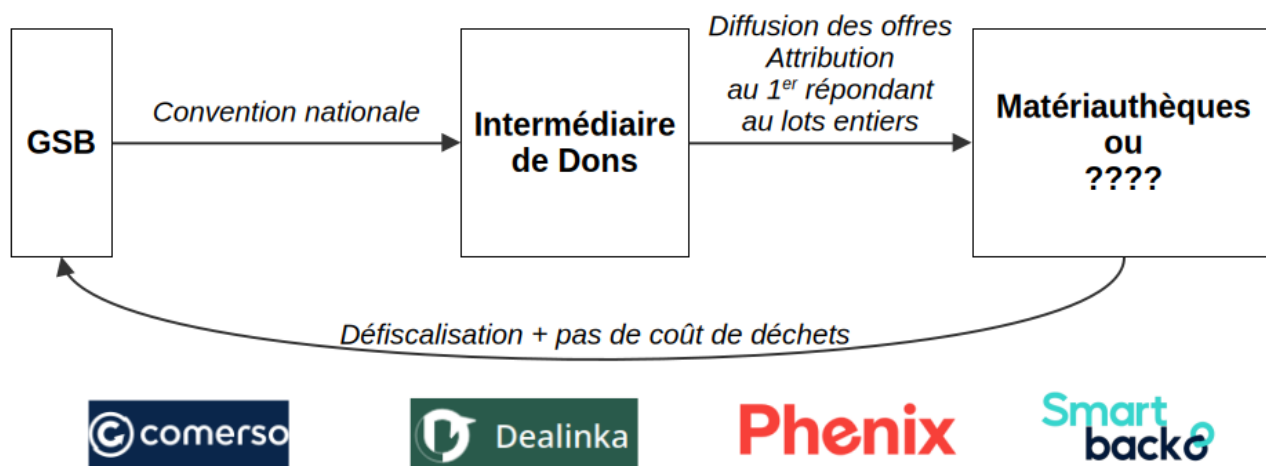 GSB
Convention nationale
Intermédiaire
de Dons
Diffusion des offres
Attribution
au 1er répondant
au lots entiers
Matériauthèques
ou
????
Défiscalisation + pas de coût de déchets
comerso
Dealinka
Phenix
Smart
back